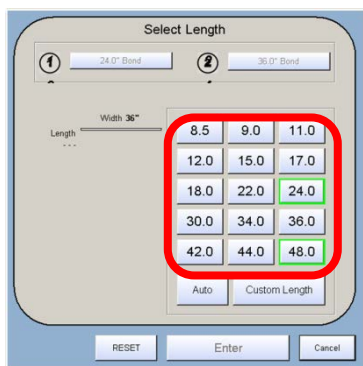 Select Length
1 24.0" Bond 2 36.0" Bond
Width 36"
Length
---
8.5 9.0 11.0
12.0 15.0 17.0
18.0 22.0 24.0
30.0 34.0 36.0
42.0 44.0 48.0
Auto Custom Length
RESET Enter Cancel